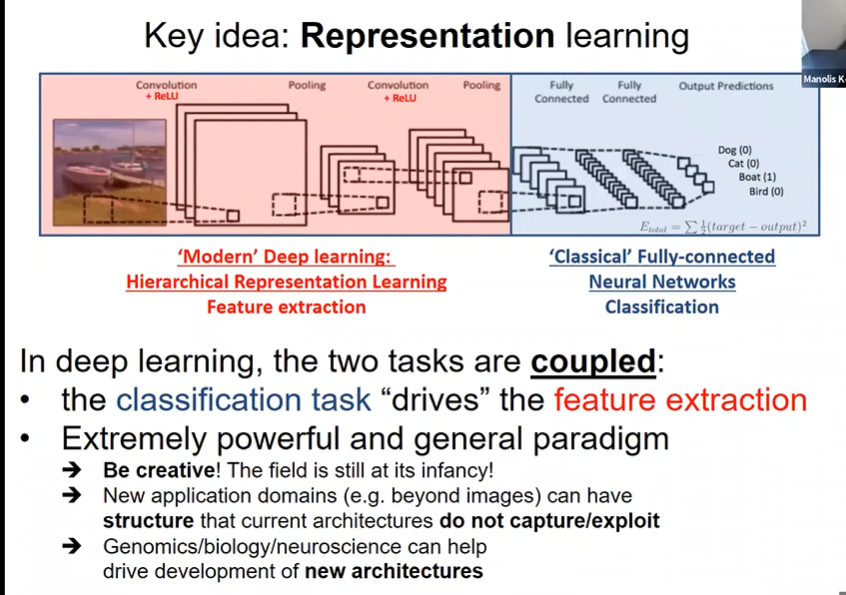 Key idea: Representation learning
Manolis K
Convolution
+ ReLU
Pooling
Convolution
+ ReLU
Pooling
Fully
Connected
Fully
Connected
Output Predictions
Dog (0)
Cat (0)
Boat (1)
Bird (0)
E_total = ∑ ½(target − output)²
‘Modern’ Deep learning:
Hierarchical Representation Learning
Feature extraction
‘Classical’ Fully-connected
Neural Networks
Classification
In deep learning, the two tasks are coupled:
• the classification task “drives” the feature extraction
• Extremely powerful and general paradigm
➔ Be creative! The field is still at its infancy!
➔ New application domains (e.g. beyond images) can have
structure that current architectures do not capture/exploit
➔ Genomics/biology/neuroscience can help
drive development of new architectures